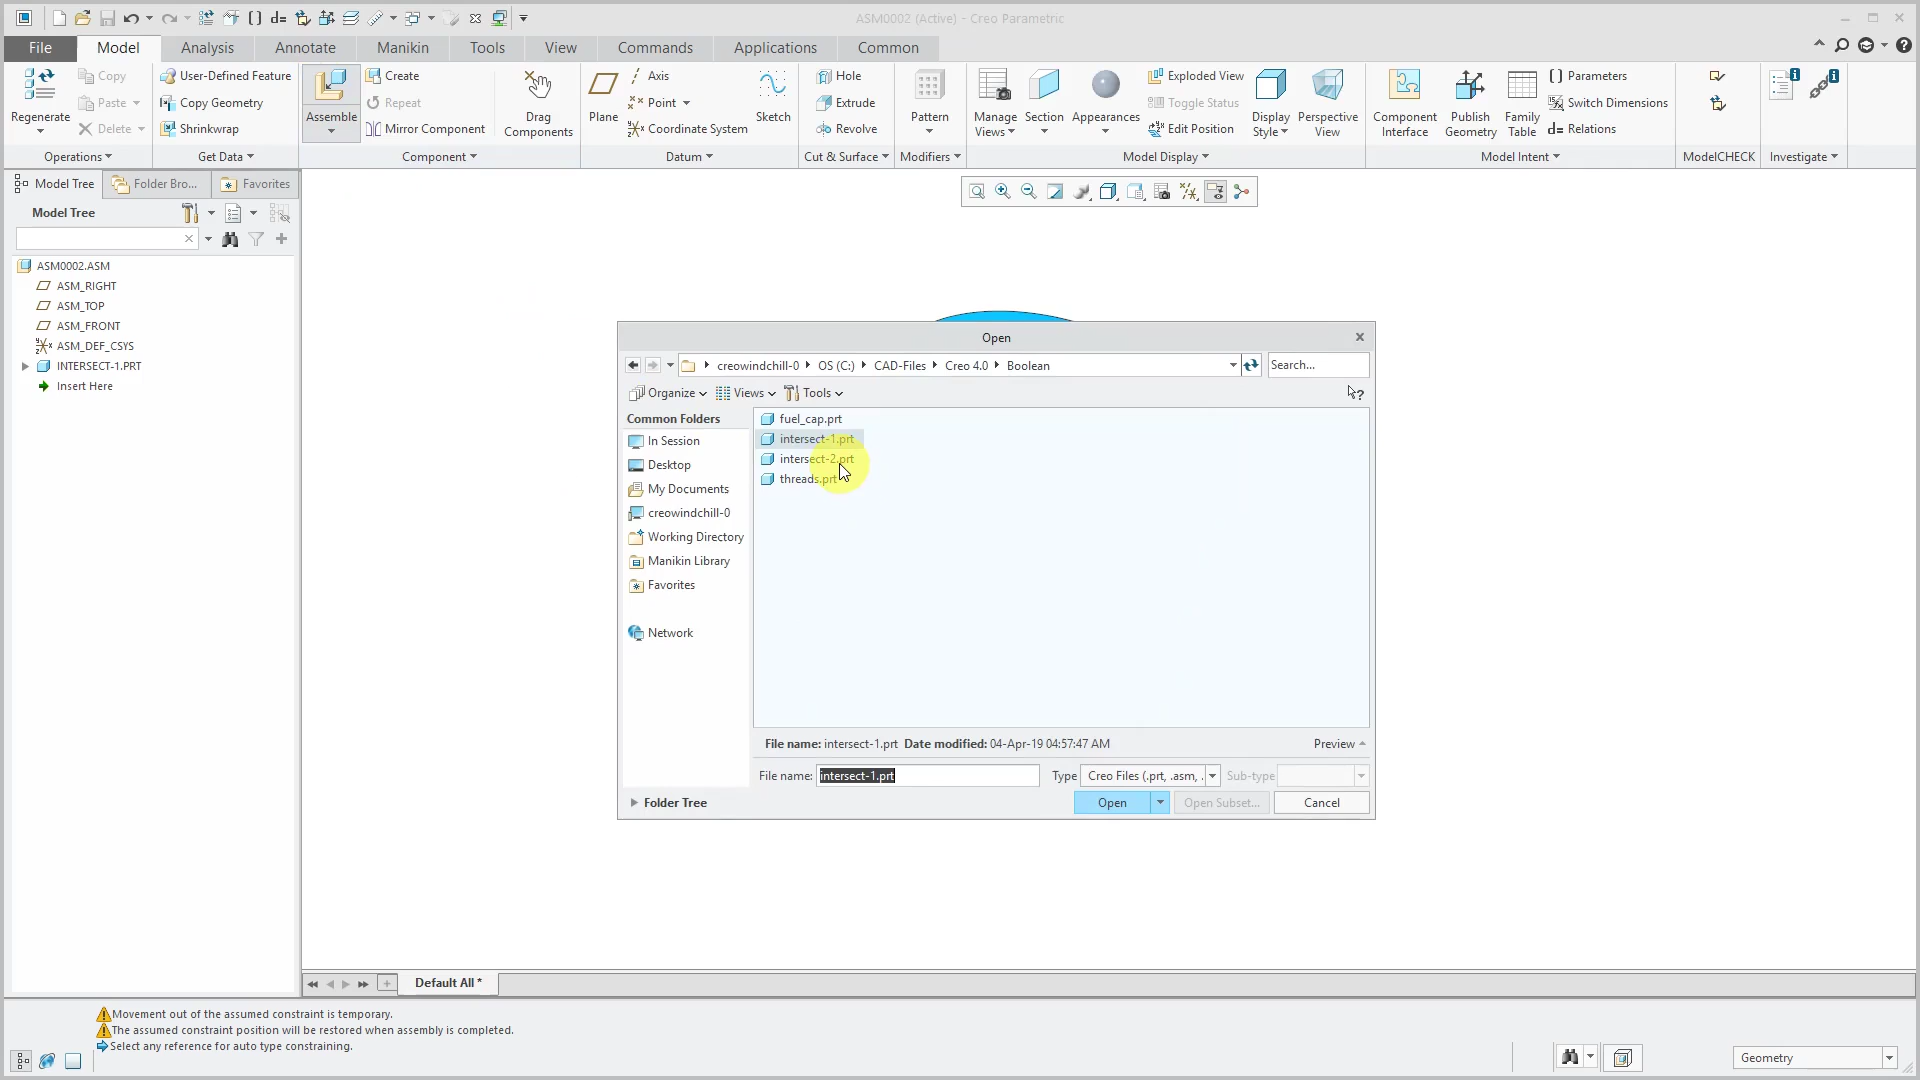 ASM0002 (Active) - Creo Parametric
File Model Analysis Annotate Manikin Tools View Commands Applications Common
Regenerate
Copy
Paste
Delete
Operations
User-Defined Feature
Copy Geometry
Shrinkwrap
Get Data
Assemble
Create
Repeat
Mirror Component
Drag
Components
Component
Plane
Axis
Point
Coordinate System
Sketch
Datum
Hole
Extrude
Revolve
Cut & Surface
Pattern
Modifiers
Manage
Views
Section
Appearances
Exploded View
Toggle Status
Edit Position
Display
Style
Perspective
View
Model Display
Component
Interface
Publish
Geometry
Family
Table
Parameters
Switch Dimensions
Relations
Model Intent
ModelCHECK
Investigate
Model Tree
Folder Bro...
Favorites
Model Tree
ASM0002.ASM
ASM_RIGHT
ASM_TOP
ASM_FRONT
ASM_DEF_CSYS
INTERSECT-1.PRT
Insert Here
Open
creowindchill-0 OS (C:) CAD-Files Creo 4.0 Boolean
Search...
Organize Views Tools
Common Folders
In Session
Desktop
My Documents
creowindchill-0
Working Directory
Manikin Library
Favorites
Network
fuel_cap.prt
intersect-1.prt
intersect-2.prt
threads.prt
File name: intersect-1.prt Date modified: 04-Apr-19 04:57:47 AM
Preview
File name: intersect-1.prt
Type Creo Files (.prt, .asm, .
Sub-type
Folder Tree
Open
Open Subset...
Cancel
Default All *
Movement out of the assumed constraint is temporary.
The assumed constraint position will be restored when assembly is completed.
Select any reference for auto type constraining.
Geometry